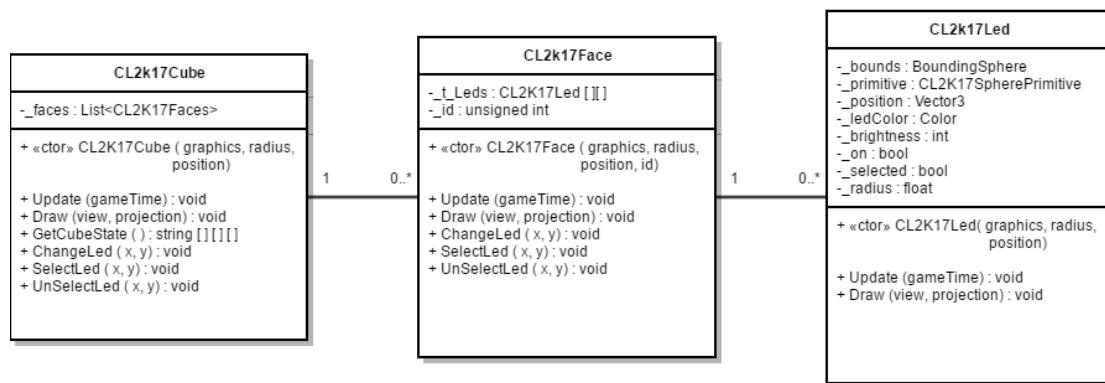 CL2k17Cube
-_faces : List<CL2K17Faces>
+ «ctor» CL2K17Cube ( graphics, radius,
position)
+ Update (gameTime) : void
+ Draw (view, projection) : void
+ GetCubeState ( ) : string [ ] [ ] [ ]
+ ChangeLed ( x, y) : void
+ SelectLed ( x, y) : void
+ UnSelectLed ( x, y) : void
1
0..*
CL2k17Face
-_t_Leds : CL2K17Led [ ][ ]
-_id : unsigned int
+ «ctor» CL2K17Face ( graphics, radius,
position, id)
+ Update (gameTime) : void
+ Draw (view, projection) : void
+ ChangeLed ( x, y) : void
+ SelectLed ( x, y) : void
+ UnSelectLed ( x, y) : void
1
0..*
CL2k17Led
-_bounds : BoundingSphere
-_primitive : CL2K17SpherePrimitive
-_position : Vector3
-_ledColor : Color
-_brightness : int
-_on : bool
-_selected : bool
-_radius : float
+ «ctor» CL2K17Led( graphics, radius,
position)
+ Update (gameTime) : void
+ Draw (view, projection) : void